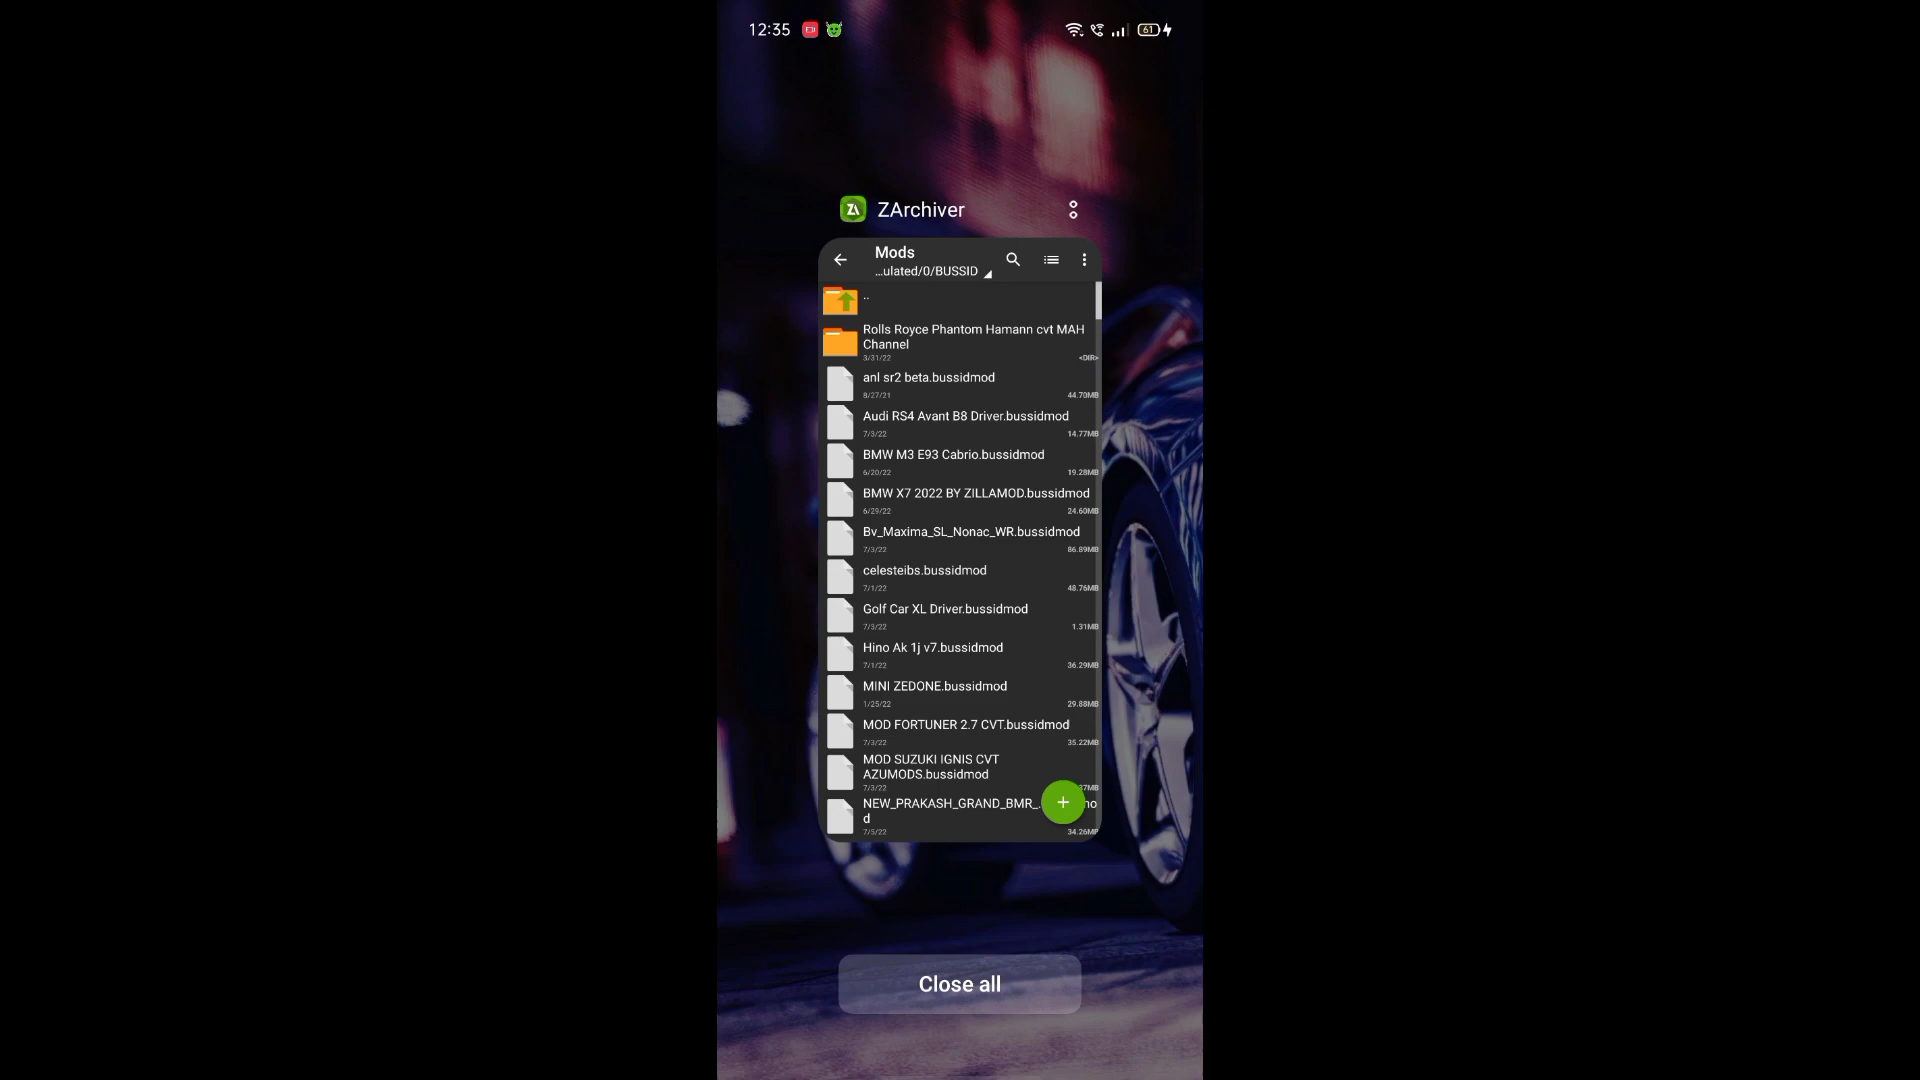 12:35
61
ZArchiver
Mods
...ulated/0/BUSSID
..
Rolls Royce Phantom Hamann cvt MAH
Channel
3/31/22 <DIR>
anl sr2 beta.bussidmod
8/27/21 44.70MB
Audi RS4 Avant B8 Driver.bussidmod
7/3/22 14.77MB
BMW M3 E93 Cabrio.bussidmod
6/20/22 19.28MB
BMW X7 2022 BY ZILLAMOD.bussidmod
6/29/22 24.60MB
Bv_Maxima_SL_Nonac_WR.bussidmod
7/3/22 86.89MB
celesteibs.bussidmod
7/1/22 48.76MB
Golf Car XL Driver.bussidmod
7/3/22 1.31MB
Hino Ak 1j v7.bussidmod
7/1/22 36.29MB
MINI ZEDONE.bussidmod
1/25/22 29.88MB
MOD FORTUNER 2.7 CVT.bussidmod
7/3/22 35.22MB
MOD SUZUKI IGNIS CVT
AZUMODS.bussidmod
7/3/22 37MB
NEW_PRAKASH_GRAND_BMR_
d
7/5/22 34.26MB
Close all